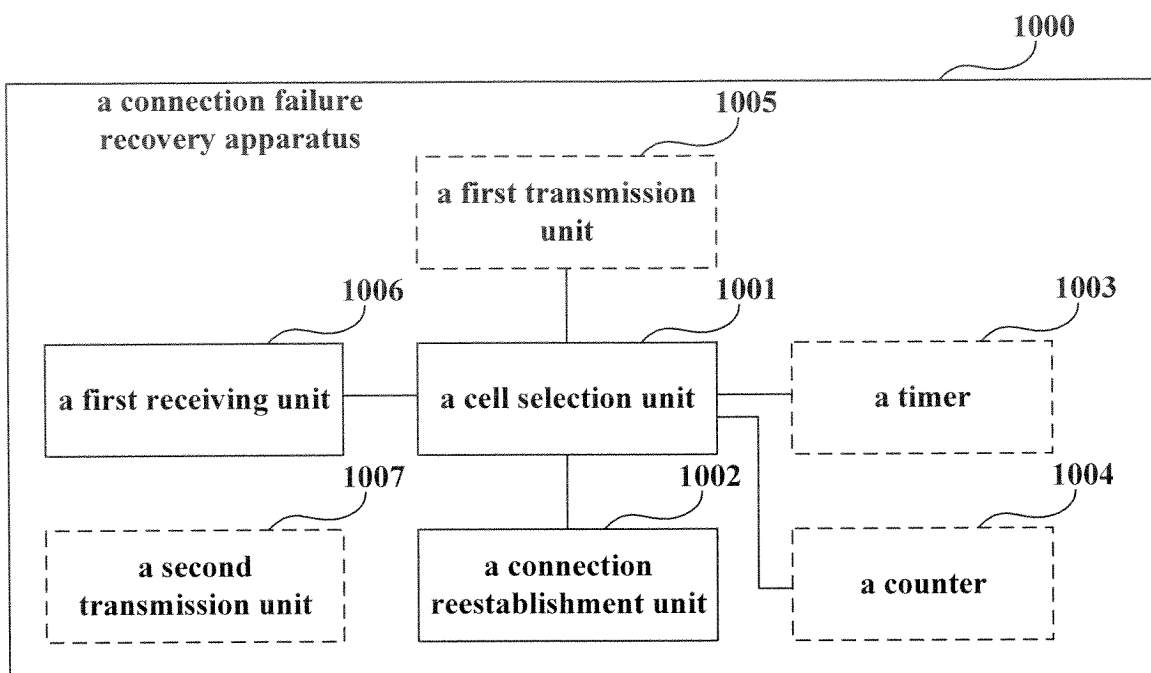 1000
a connection failure
recovery apparatus
1005
a first transmission
unit
1006
1001
1003
a first receiving unit
a cell selection unit
a timer
1007
1002
1004
a second
transmission unit
a connection
reestablishment unit
a counter